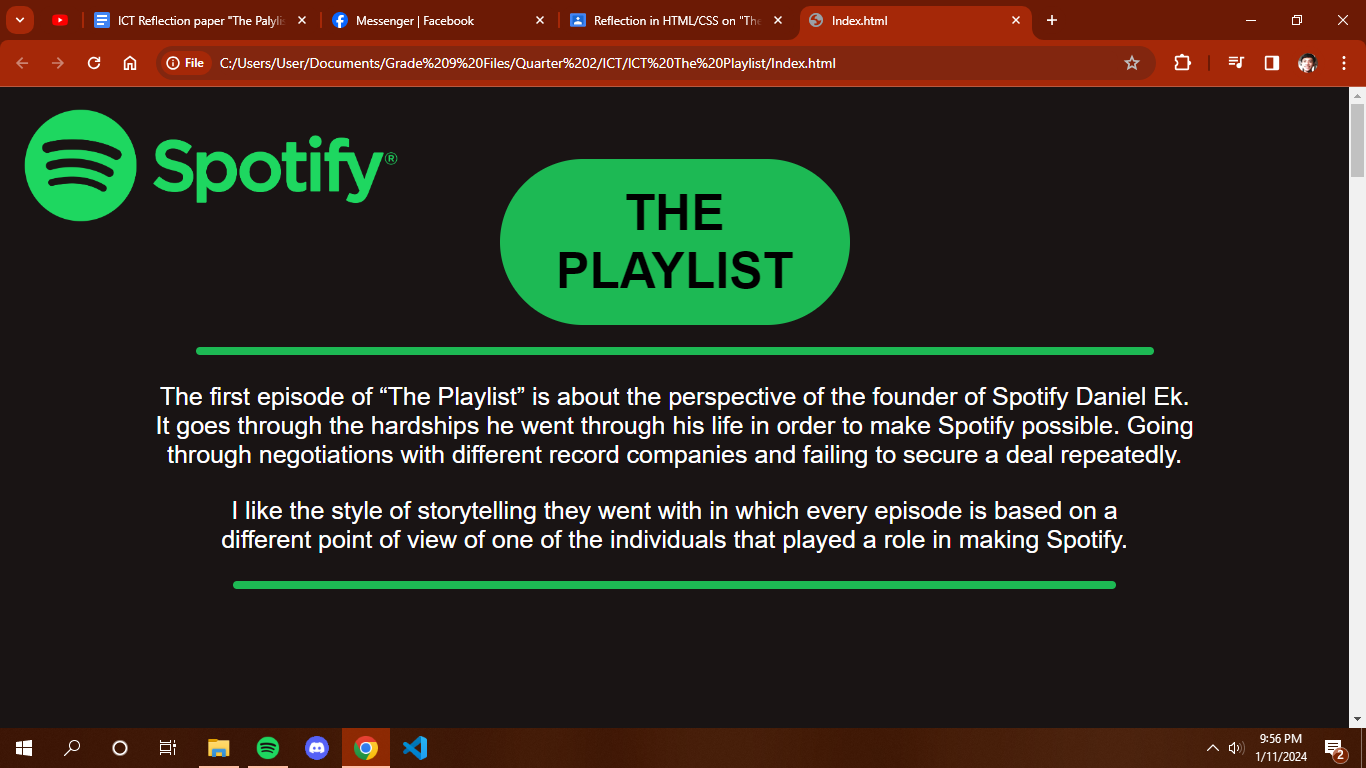 ICT Reflection paper "The Palyli
Messenger | Facebook
Reflection in HTML/CSS on "The
Index.html
File
C:/Users/User/Documents/Grade%209%20Files/Quarter%202/ICT/ICT%20The%20Playlist/Index.html
Spotify®
THE
PLAYLIST
The first episode of “The Playlist” is about the perspective of the founder of Spotify Daniel Ek.
It goes through the hardships he went through his life in order to make Spotify possible. Going
through negotiations with different record companies and failing to secure a deal repeatedly.
I like the style of storytelling they went with in which every episode is based on a
different point of view of one of the individuals that played a role in making Spotify.
9:56 PM
1/11/2024
2